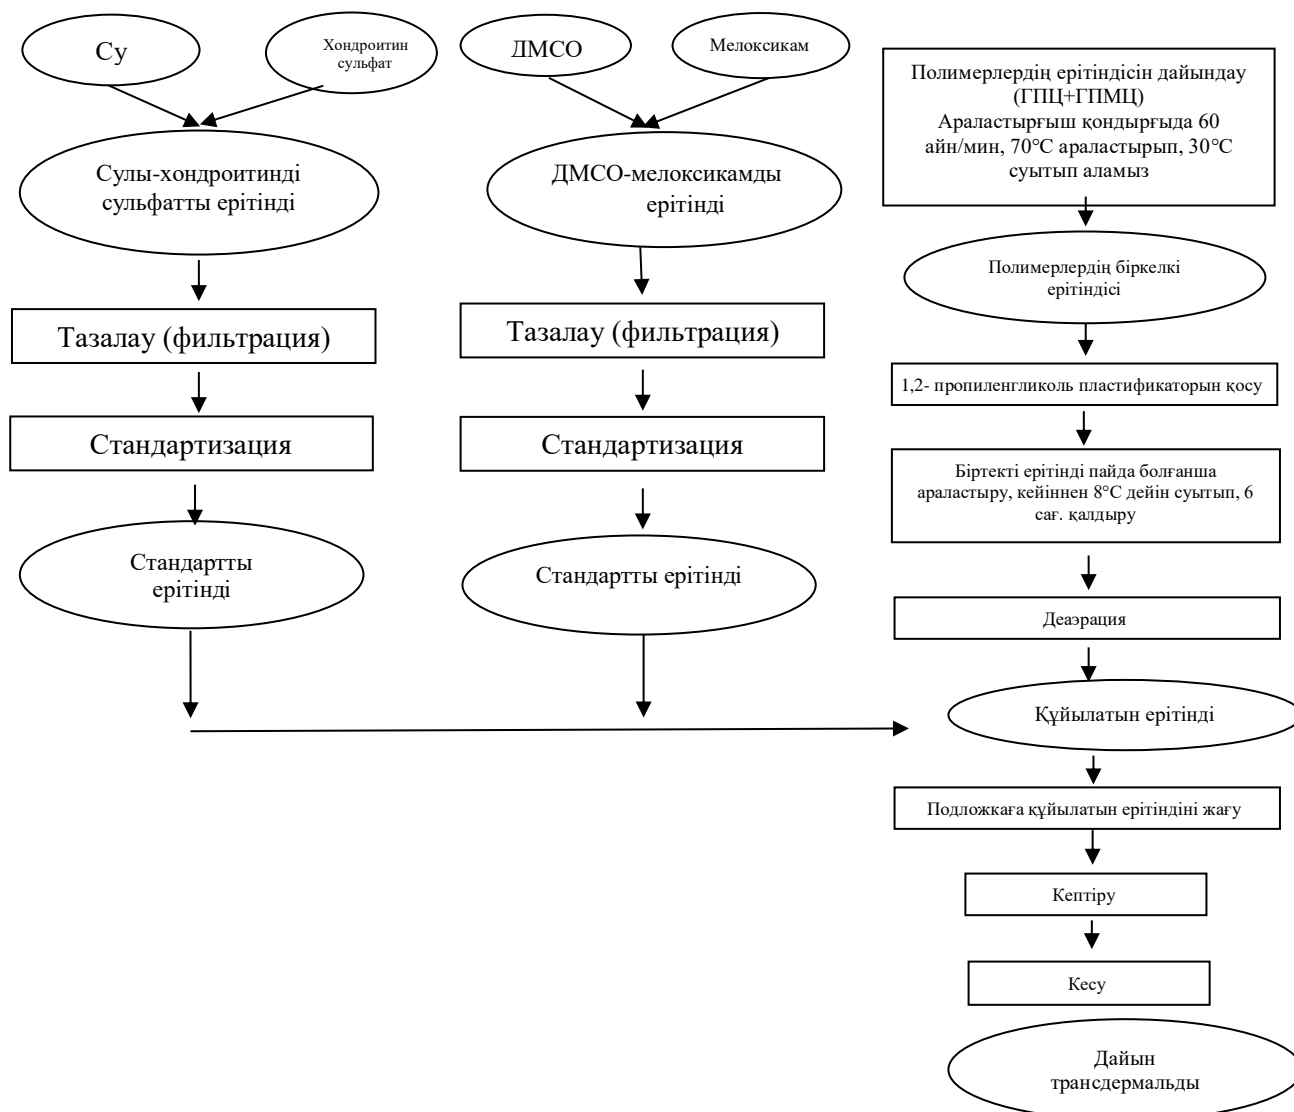 Су
Хондроитин
сульфат
Сулы-хондроитинді
сульфатты ерітінді
Тазалау (фильтрация)
Стандартизация
Стандартты
ерітінді
ДМСО
Мелоксикам
ДМСО-мелоксикамды
ерітінді
Тазалау (фильтрация)
Стандартизация
Стандартты ерітінді
Полимерлердің ерітіндісін дайындау
(ГПЦ+ГПМЦ)
Араластырғыш қондырғыда 60
айн/мин, 70°С араластырып, 30°С
суытып аламыз
Полимерлердің біркелкі
ерітіндісі
1,2- пропиленгликоль пластификаторын қосу
Біртекті ерітінді пайда болғанша
араластыру, кейіннен 8°С дейін суытып, 6
сағ. қалдыру
Деаэрация
Құйылатын ерітінді
Подложкаға құйылатын ерітіндіні жағу
Кептіру
Кесу
Дайын
трансдермальды